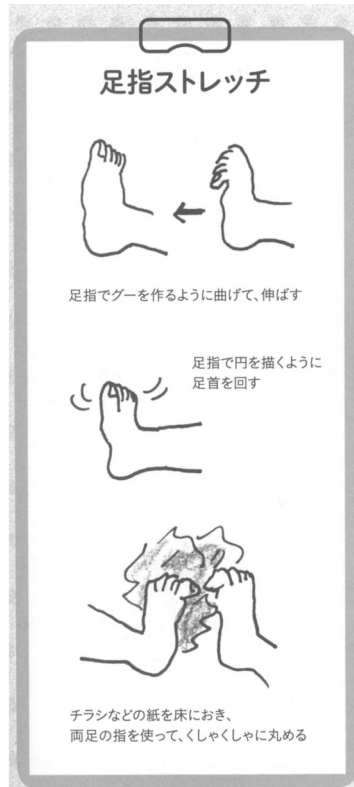 足指ストレッチ
足指でグーを作るように曲げて、伸ばす
足指で円を描くように
足首を回す
チラシなどの紙を床におき、
両足の指を使って、くしゃくしゃに丸める